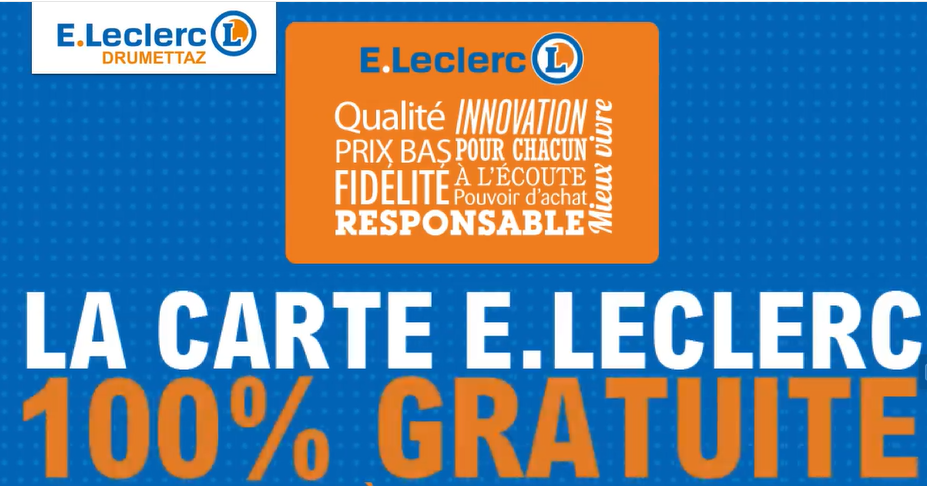 E.Leclerc L
DRUMETTAZ
E.Leclerc L
Qualité INNOVATION
PRIX BAS POUR CHACUN
FIDÉLITÉ À L'ÉCOUTE
Pouvoir d'achat
RESPONSABLE
Mieux vivre
LA CARTE E.LECLERC
100% GRATUITE